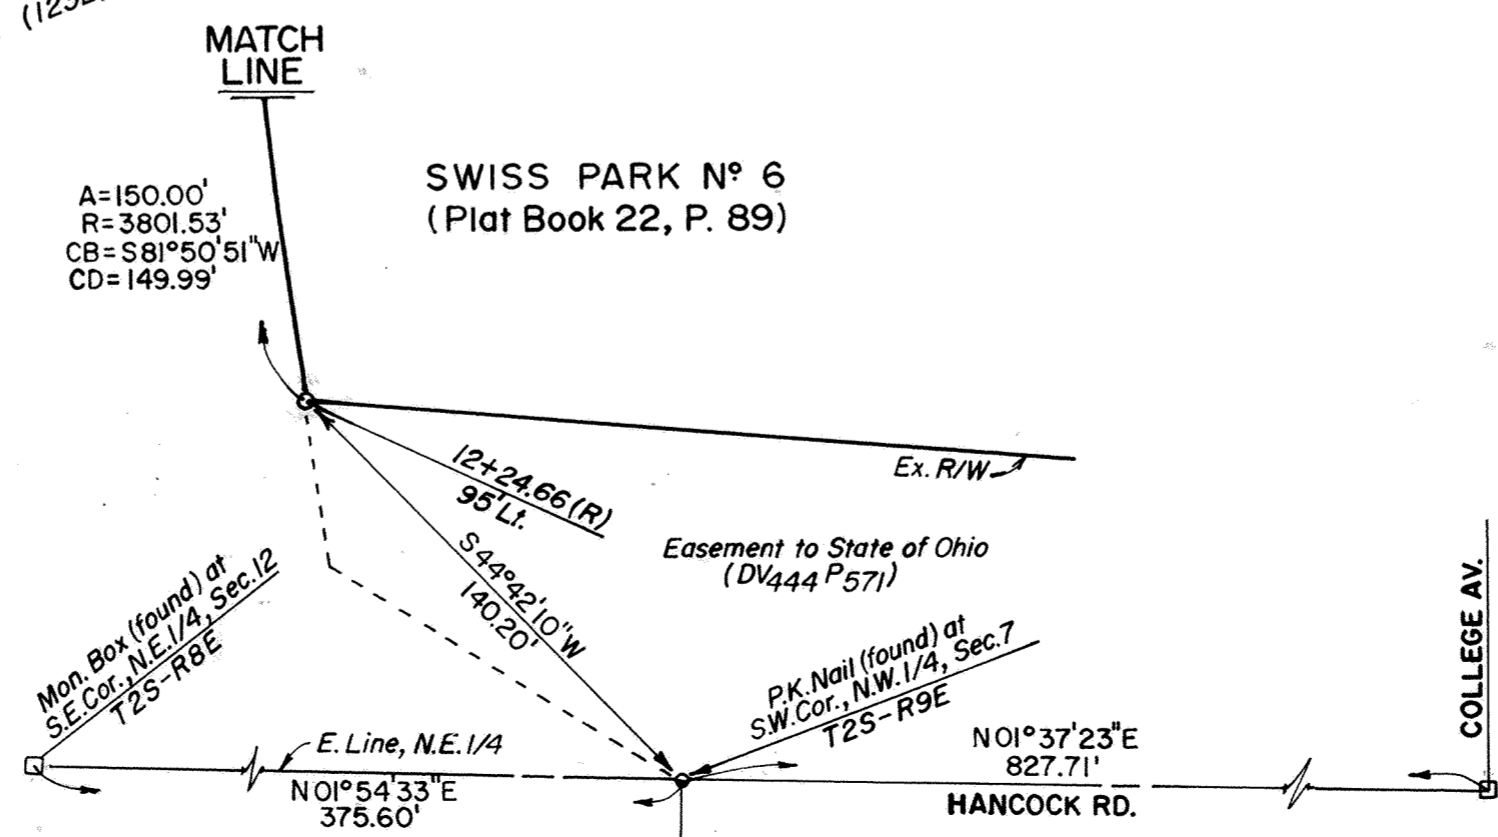 MATCH
LINE
SWISS PARK Nº 6
(Plat Book 22, P. 89)
A=150.00'
R=3801.53'
CB=S81°50'51"W
CD=149.99'
Ex. R/W
12+24.66(R)
95'Lt.
S44°42'10"W
140.20'
Easement to State of Ohio
(DV444 P571)
Mon. Box (found) at
S.E.Cor., N.E.1/4, Sec.12
T2S-R8E
P.K.Nail (found) at
S.W.Cor., N.W.1/4, Sec.7
T2S-R9E
COLLEGE AV.
E. Line, N.E.1/4
N01°54'33"E
375.60'
N01°37'23"E
827.71'
HANCOCK RD.